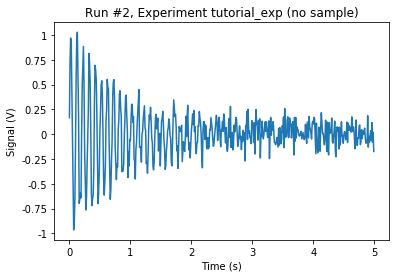 Run #2, Experiment tutorial_exp (no sample)
Signal (V)
1
0.75
0.5
0.25
0
-0.25
-0.5
-0.75
-1
0 1 2 3 4 5
Time (s)